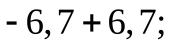 - 6,7 + 6,7;